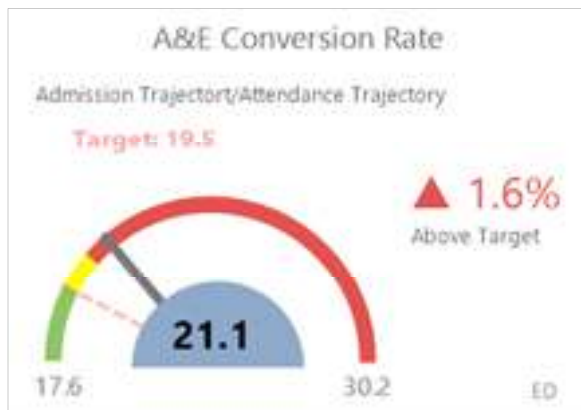 A&E Conversion Rate
Admission Trajectort/Attendance Trajectory
Target: 19.5
▲ 1.6%
Above Target
21.1
17.6
30.2
ED